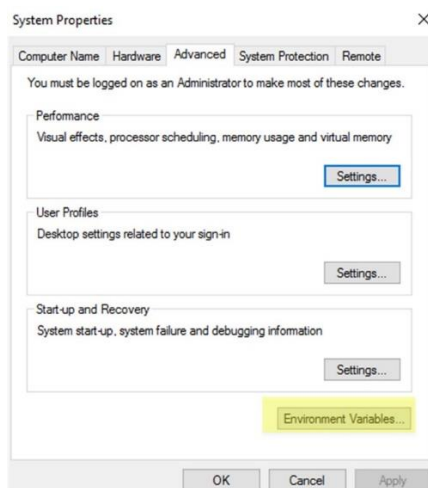 System Properties
Computer Name Hardware Advanced System Protection Remote
You must be logged on as an Administrator to make most of these changes.
Performance
Visual effects, processor scheduling, memory usage and virtual memory
Settings...
User Profiles
Desktop settings related to your sign-in
Settings...
Start-up and Recovery
System start-up, system failure and debugging information
Settings...
Environment Variables...
OK Cancel Apply